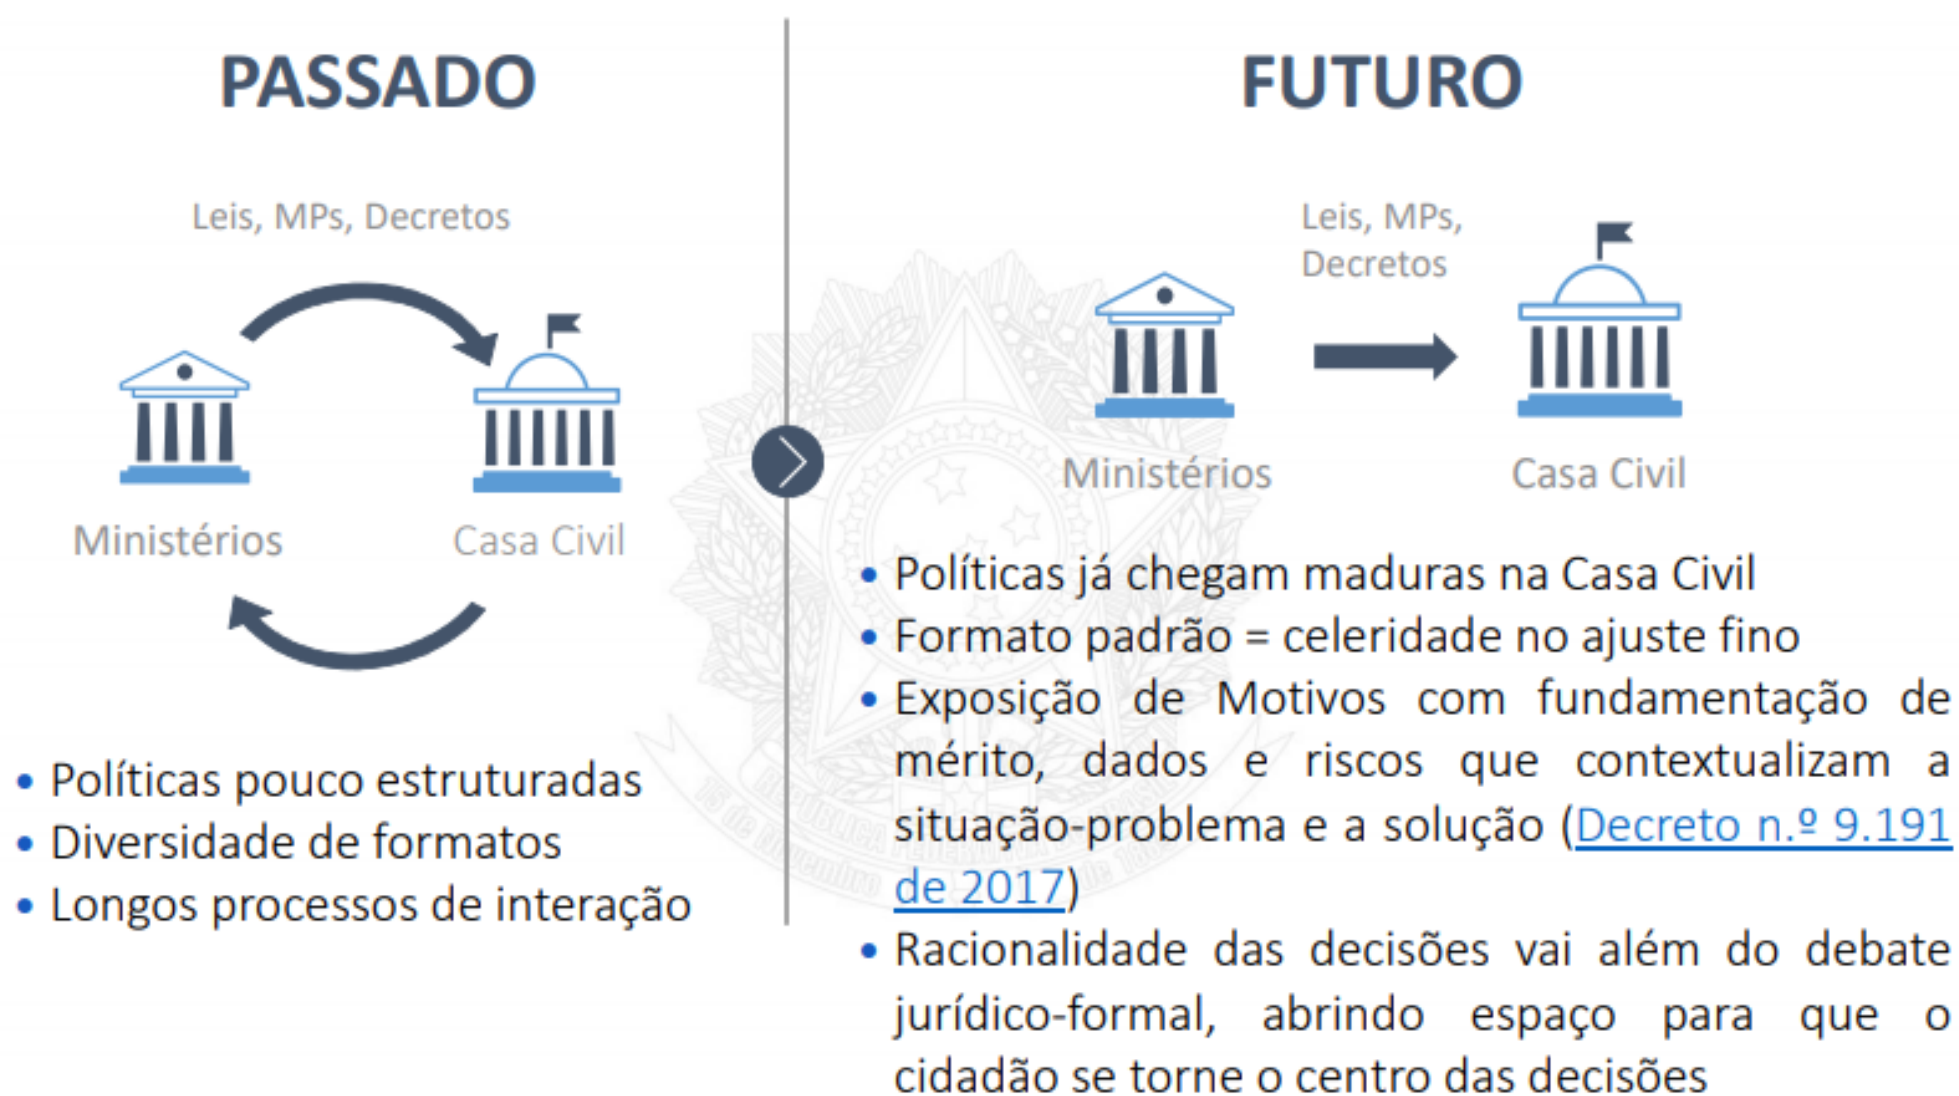 PASSADO
Leis, MPs, Decretos
Ministérios
Casa Civil
• Políticas pouco estruturadas
• Diversidade de formatos
• Longos processos de interação
FUTURO
Leis, MPs,
Decretos
Ministérios
Casa Civil
• Políticas já chegam maduras na Casa Civil
• Formato padrão = celeridade no ajuste fino
• Exposição de Motivos com fundamentação de
mérito, dados e riscos que contextualizam a
situação-problema e a solução (Decreto n.º 9.191
de 2017)
• Racionalidade das decisões vai além do debate
jurídico-formal, abrindo espaço para que o
cidadão se torne o centro das decisões
15 de Novembro